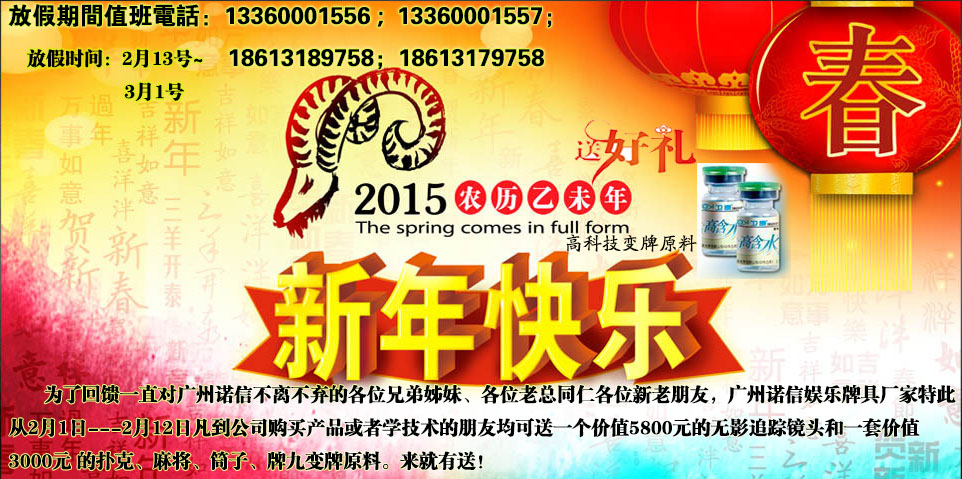 放假期間值班電話：13360001556；13360001557；
放假时间：2月13号~
18613189758；18613179758
3月1号
春
送好礼
2015农历乙未年
The spring comes in full form
高含水
高含水
高科技变牌原料
新年快乐
为了回馈一直对广州诺信不离不弃的各位兄弟姊妹、各位老总同仁各位新老朋友，广州诺信娱乐牌具厂家特此
从2月1日---2月12日凡到公司购买产品或者学技术的朋友均可送一个价值5800元的无影追踪镜头和一套价值
3000元 的扑克、麻将、筒子、牌九变牌原料。来就有送！